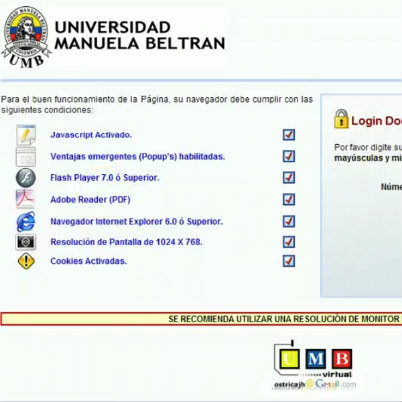 UNIVERSIDAD
MANUELA BELTRAN
UMB
Para el buen funcionamiento de la Página, su navegador debe cumplir con las
siguientes condiciones:
Javascript Activado.
Ventajas emergentes (Popup's) habilitadas.
Flash Player 7.0 ó Superior.
Adobe Reader (PDF)
Navegador Internet Explorer 6.0 ó Superior.
Resolución de Pantalla de 1024 X 768.
Cookies Activadas.
Login Do
Por favor digite s
mayúsculas y mi
Núme
SE RECOMIENDA UTILIZAR UNA RESOLUCIÓN DE MONITOR
UMB
virtual
ostricajh@Gmail.com